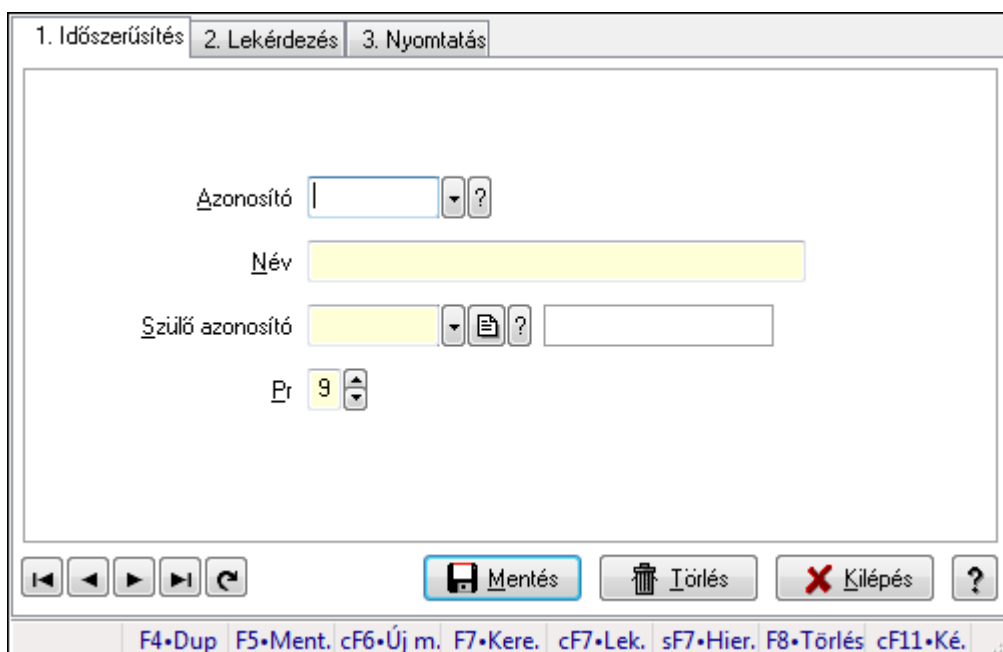 1. Időszerűsítés 2. Lekérdezés 3. Nyomtatás
Azonosító ?
Név
Szülő azonosító ?
Pr 9
Mentés Törlés Kilépés ?
F4•Dup F5•Ment. cF6•Új m. F7•Kere. cF7•Lek. sF7•Hier. F8•Törlés cF11•Ké.